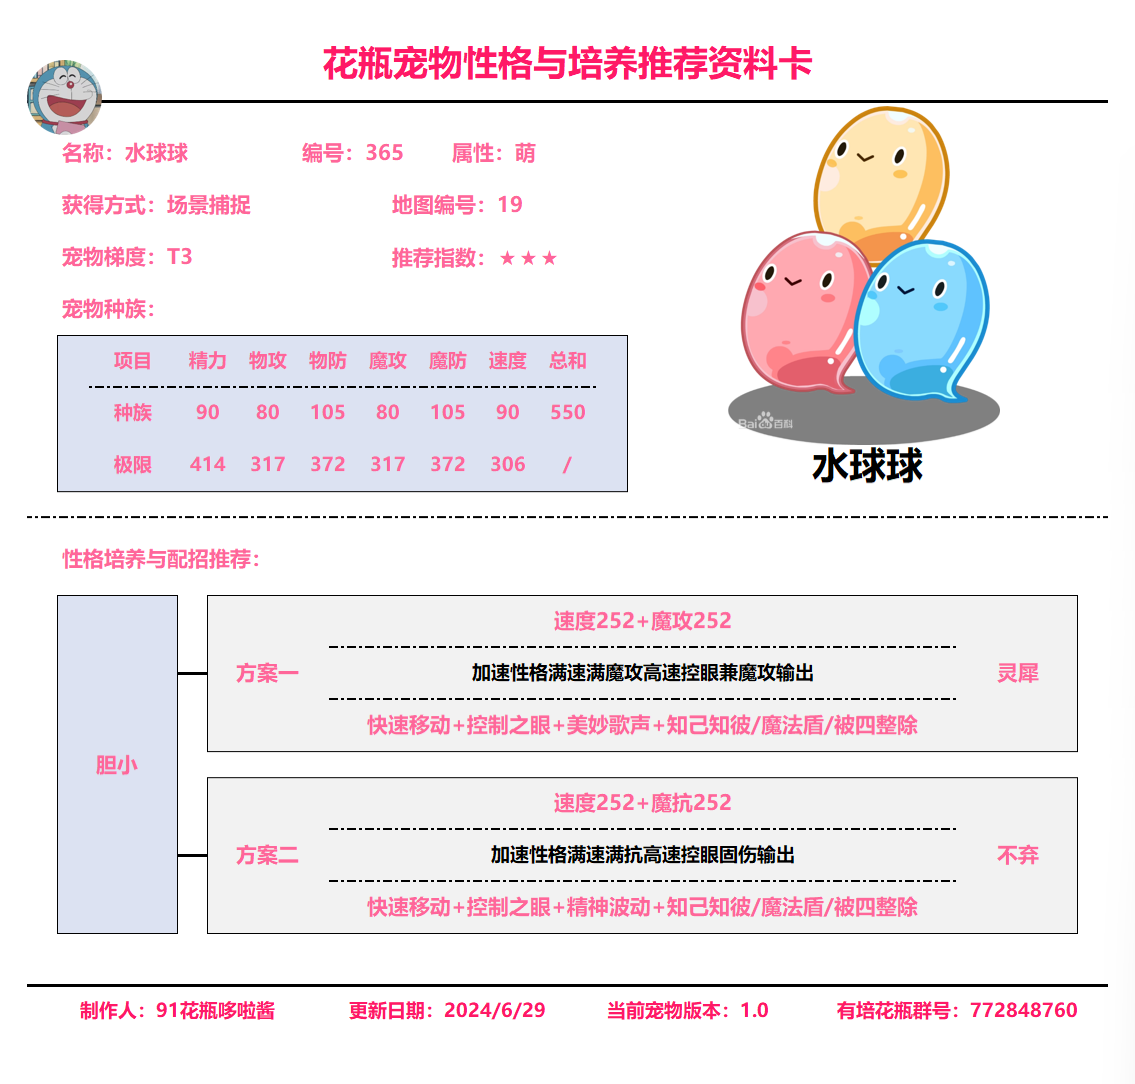 花瓶宠物性格与培养推荐资料卡
名称：水球球 编号：365 属性：萌
获得方式：场景捕捉 地图编号：19
宠物梯度：T3 推荐指数：★★★
宠物种族：
项目 精力 物攻 物防 魔攻 魔防 速度 总和
种族 90 80 105 80 105 90 550
极限 414 317 372 317 372 306 /
Bai百科
水球球
性格培养与配招推荐：
胆小
速度252+魔攻252
方案一 加速性格满速满魔攻高速控眼兼魔攻输出 灵犀
快速移动+控制之眼+美妙歌声+知己知彼/魔法盾/被四整除
速度252+魔抗252
方案二 加速性格满速满抗高速控眼固伤输出 不弃
快速移动+控制之眼+精神波动+知己知彼/魔法盾/被四整除
制作人：91花瓶哆啦酱 更新日期：2024/6/29 当前宠物版本：1.0 有培花瓶群号：772848760